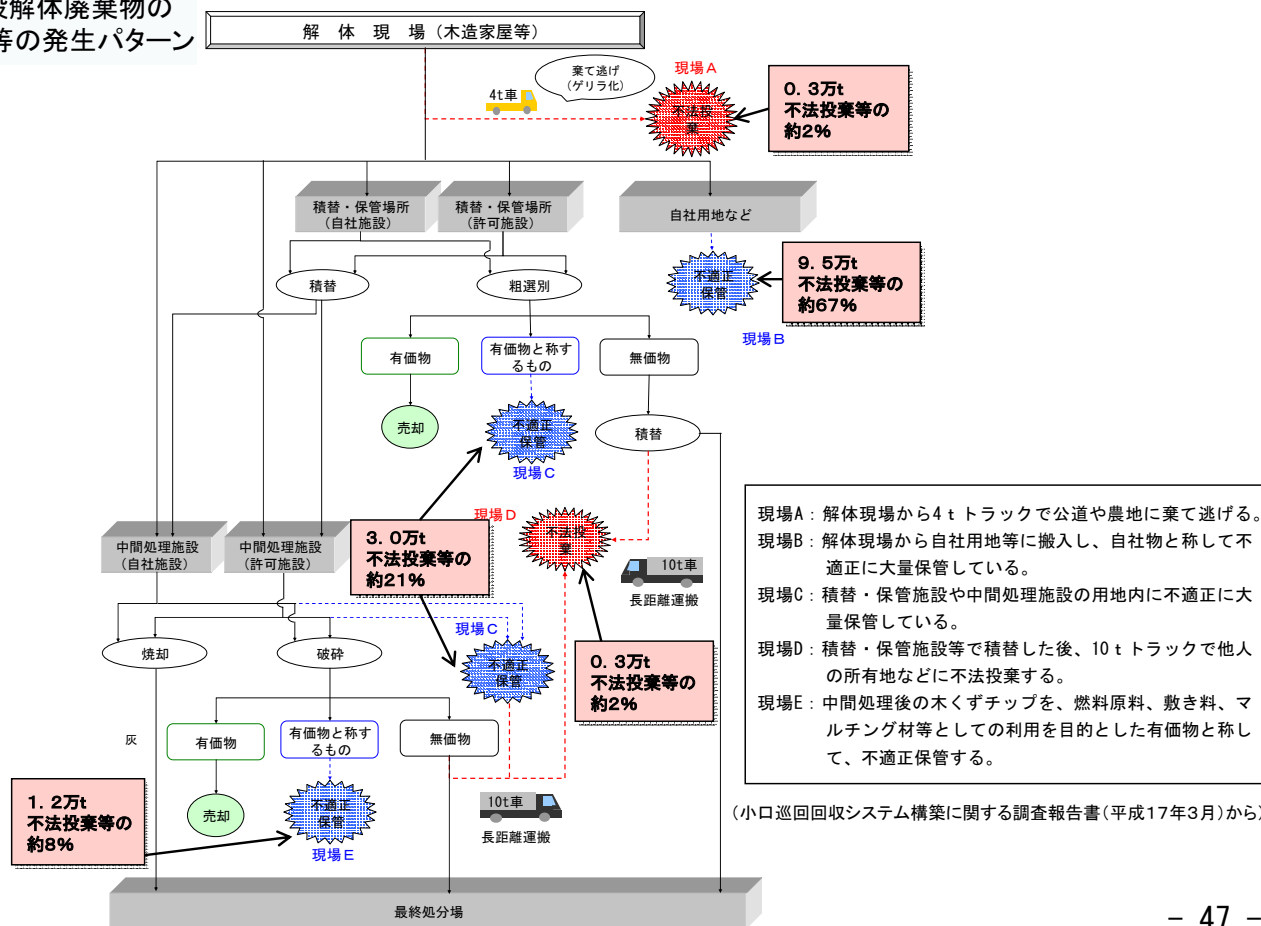 設解体廃棄物の
等の発生パターン
解 体 現 場（木造家屋等）
棄て逃げ
（ゲリラ化）
4t車
現場A
不法投
棄
0．3万t
不法投棄等の
約2%
積替・保管場所
（自社施設）
積替・保管場所
（許可施設）
自社用地など
不適正
保管
9．5万t
不法投棄等の
約67%
現場B
積替
粗選別
有価物
有価物と称す
るもの
無価物
売却
不適正
保管
現場C
積替
現場D
不法投
棄
中間処理施設
（自社施設）
中間処理施設
（許可施設）
3．0万t
不法投棄等の
約21%
10t車
長距離運搬
現場C
不適正
保管
0．3万t
不法投棄等の
約2%
焼却
破砕
灰
有価物
有価物と称す
るもの
無価物
売却
不適正
保管
現場E
10t車
長距離運搬
1．2万t
不法投棄等の
約8%
最終処分場
現場A：解体現場から4ｔトラックで公道や農地に棄て逃げる。
現場B：解体現場から自社用地等に搬入し、自社物と称して不
適正に大量保管している。
現場C：積替・保管施設や中間処理施設の用地内に不適正に大
量保管している。
現場D：積替・保管施設等で積替した後、10ｔトラックで他人
の所有地などに不法投棄する。
現場E：中間処理後の木くずチップを、燃料原料、敷き料、マ
ルチング材等としての利用を目的とした有価物と称し
て、不適正保管する。
（小口巡回回収システム構築に関する調査報告書（平成17年3月）から）
－ 47 －